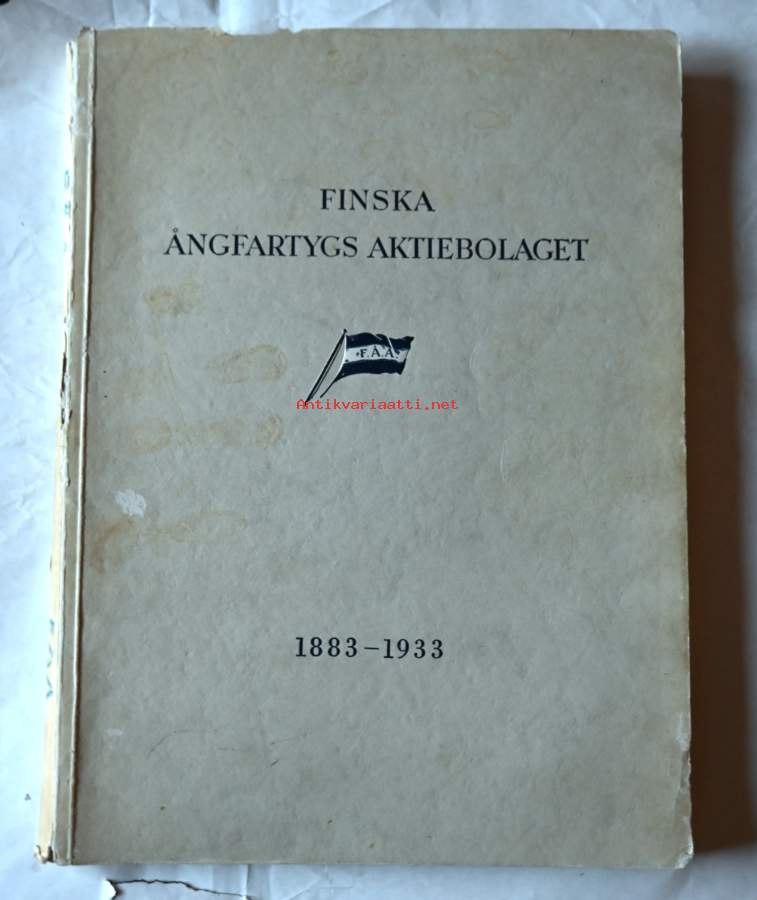 FINSKA
ÅNGFARTYGS AKTIEBOLAGET
F.Å.A.
Antikvariaatti.net
1883-1933